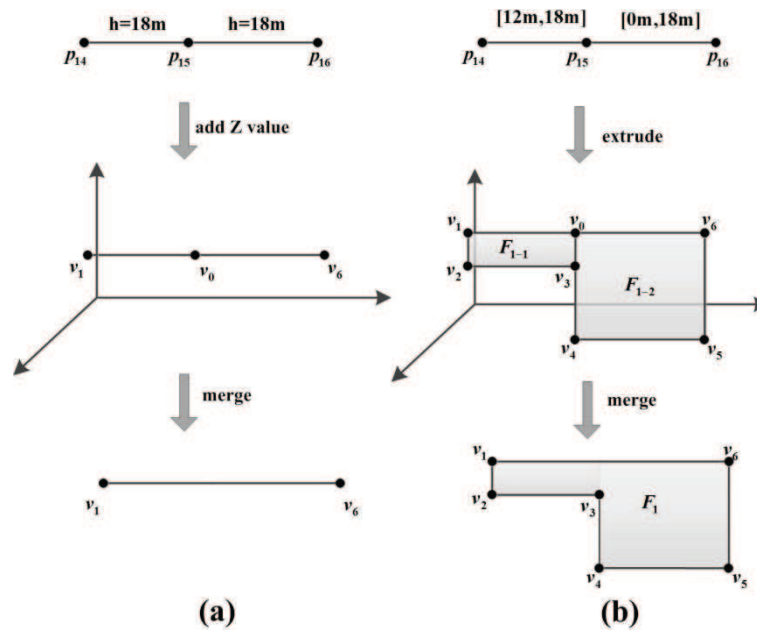 h=18m h=18m
p14 p15 p16
add Z value
v1 v0 v6
merge
v1 v6
(a)
[12m,18m] [0m,18m]
p14 p15 p16
extrude
v1 v0 v6
F1-1
v2 v3
F1-2
v4 v5
merge
v1 v6
v2 v3 F1
v4 v5
(b)